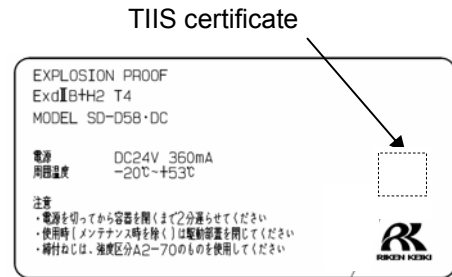 TIIS certificate
EXPLOSION PROOF
ExdⅡB+H2 T4
MODEL SD-D58·DC
電源 DC24V 360mA
周囲温度 -20℃~+53℃
注意
・電源を切ってから容器を開くまで2分遅らせてください
・使用時(メンテナンス時を除く)は駆動部蓋を閉じてください
・締付ねじは、強度区分A2-70のものを使用してください
RIKEN KEIKI